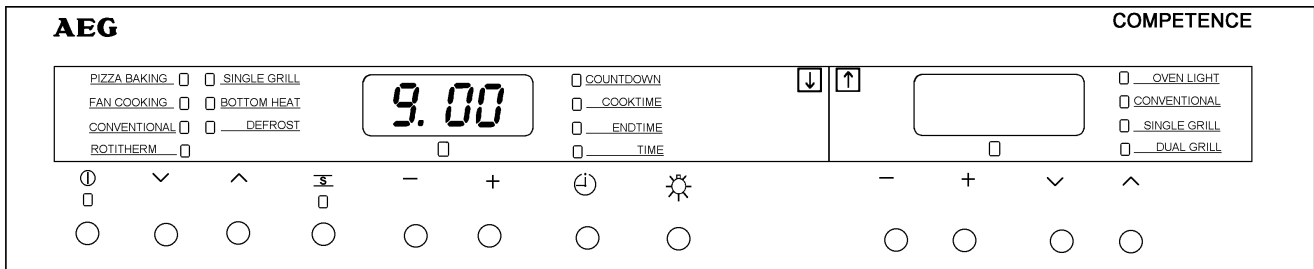 AEG
COMPETENCE
PIZZA BAKING
FAN COOKING
CONVENTIONAL
ROTITHERM
SINGLE GRILL
BOTTOM HEAT
DEFROST
9.00
COUNTDOWN
COOKTIME
ENDTIME
TIME
↓ ↑
OVEN LIGHT
CONVENTIONAL
SINGLE GRILL
DUAL GRILL
S
− +
− +